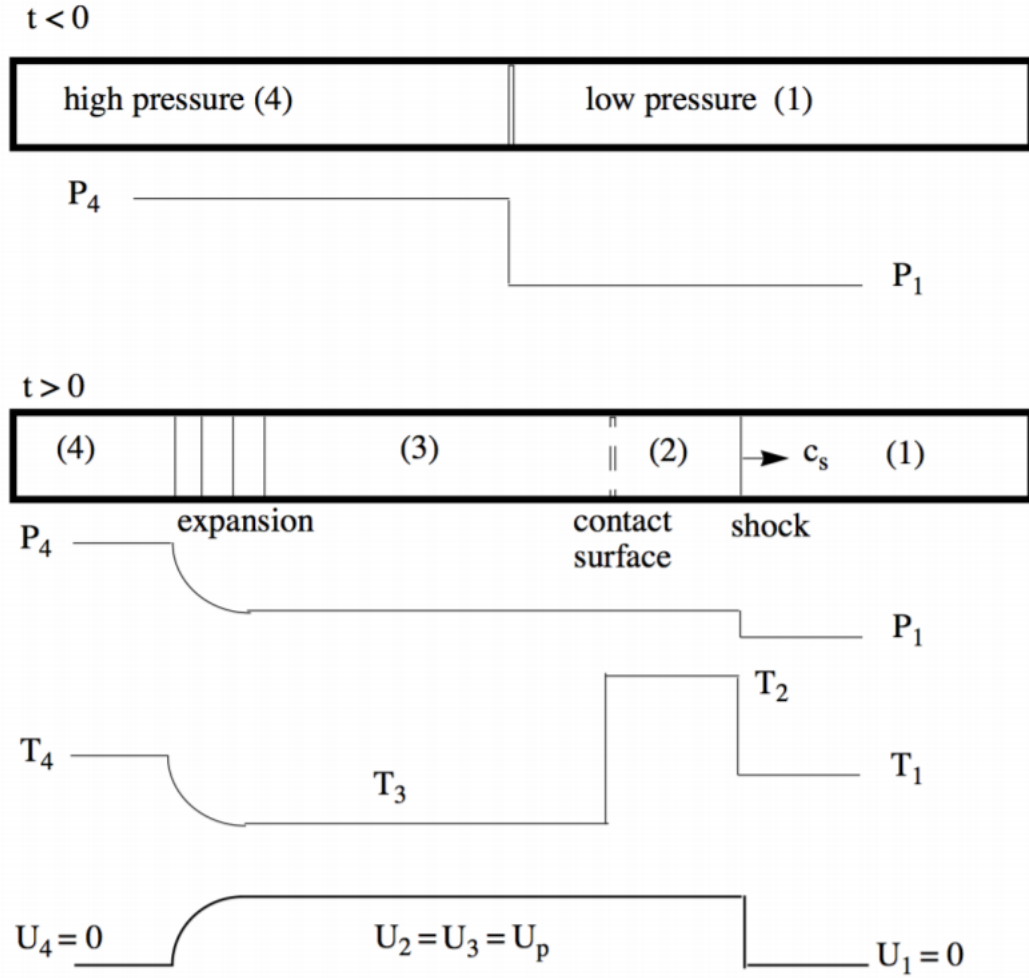 t < 0
high pressure (4) low pressure (1)
P₄
P₁
t > 0
(4) (3) (2) cₛ (1)
expansion contact surface shock
P₄
P₁
T₂
T₄ T₃ T₁
U₄ = 0 U₂ = U₃ = Uₚ U₁ = 0